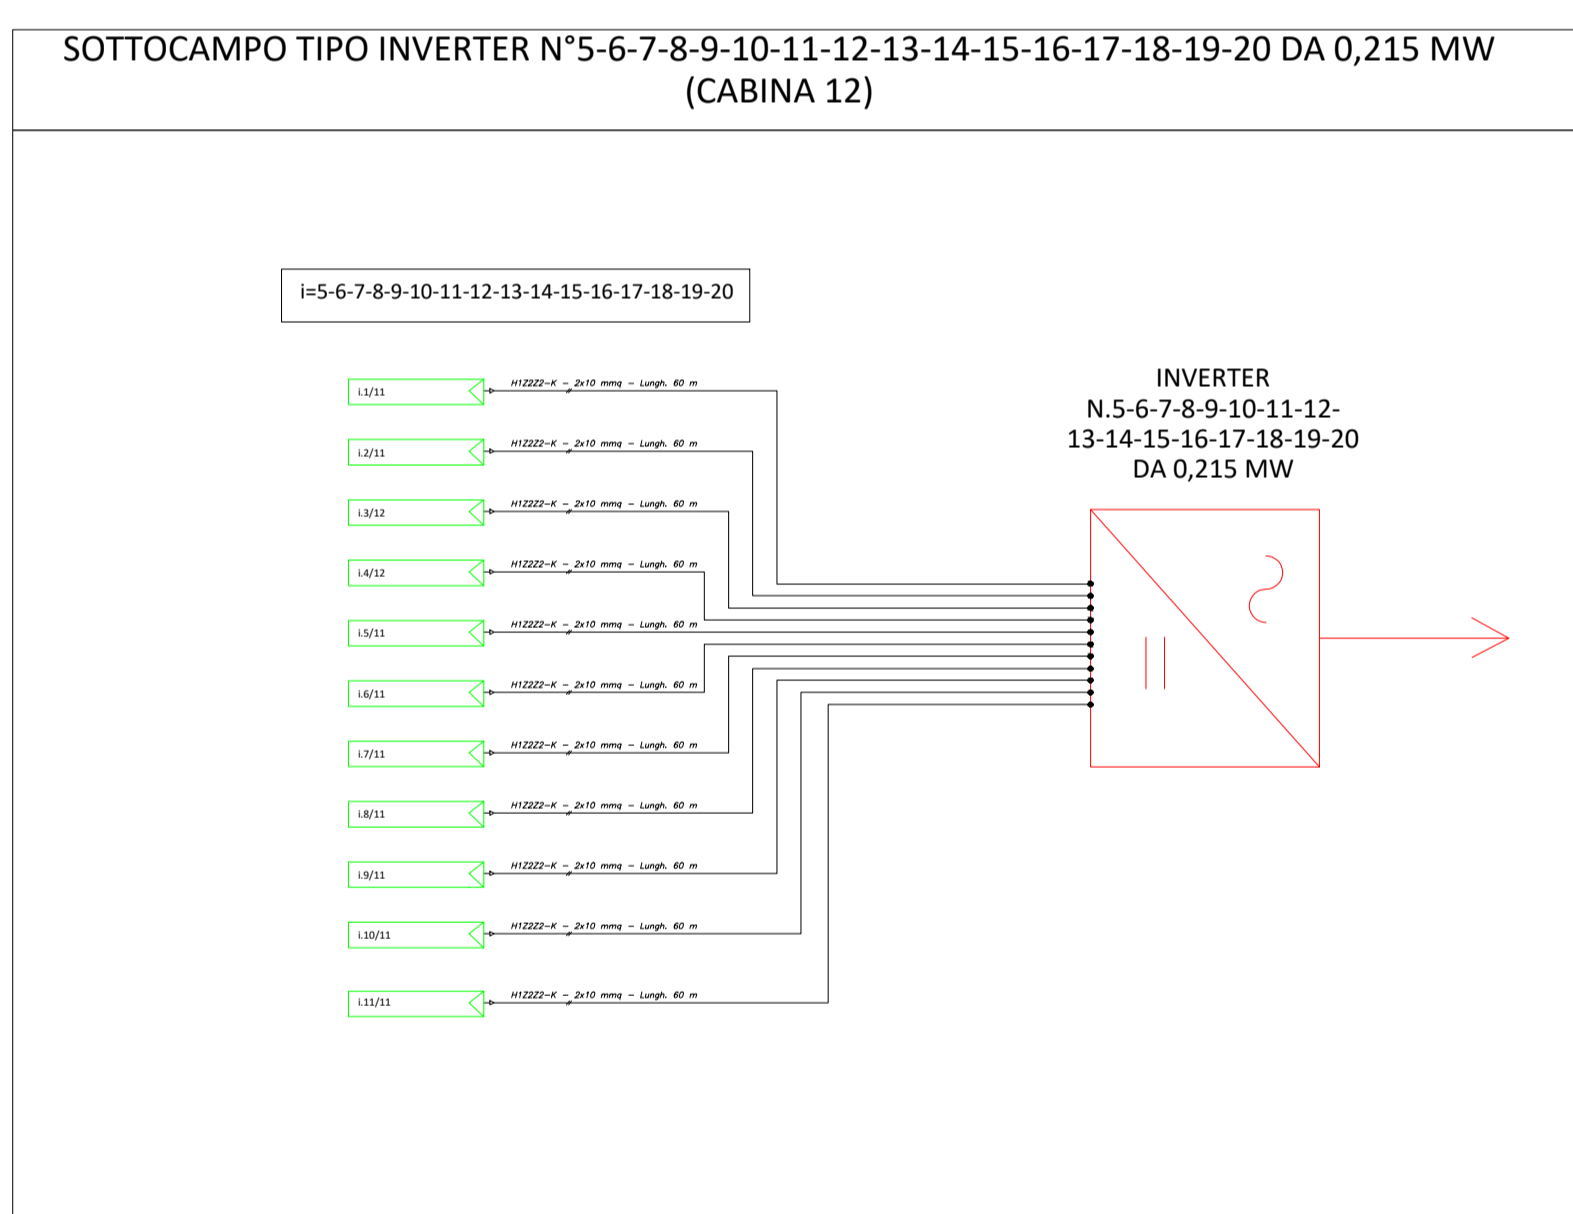 SOTTOCAMPO TIPO INVERTER N°5-6-7-8-9-10-11-12-13-14-15-16-17-18-19-20 DA 0,215 MW
(CABINA 12)
i=5-6-7-8-9-10-11-12-13-14-15-16-17-18-19-20
INVERTER
N.5-6-7-8-9-10-11-12-
13-14-15-16-17-18-19-20
DA 0,215 MW
i.1/11
H1Z2Z2-K - 2x10 mmq - Lungh. 60 m
i.2/11
H1Z2Z2-K - 2x10 mmq - Lungh. 60 m
i.3/12
H1Z2Z2-K - 2x10 mmq - Lungh. 60 m
i.4/12
H1Z2Z2-K - 2x10 mmq - Lungh. 60 m
i.5/11
H1Z2Z2-K - 2x10 mmq - Lungh. 60 m
i.6/11
H1Z2Z2-K - 2x10 mmq - Lungh. 60 m
i.7/11
H1Z2Z2-K - 2x10 mmq - Lungh. 60 m
i.8/11
H1Z2Z2-K - 2x10 mmq - Lungh. 60 m
i.9/11
H1Z2Z2-K - 2x10 mmq - Lungh. 60 m
i.10/11
H1Z2Z2-K - 2x10 mmq - Lungh. 60 m
i.11/11
H1Z2Z2-K - 2x10 mmq - Lungh. 60 m